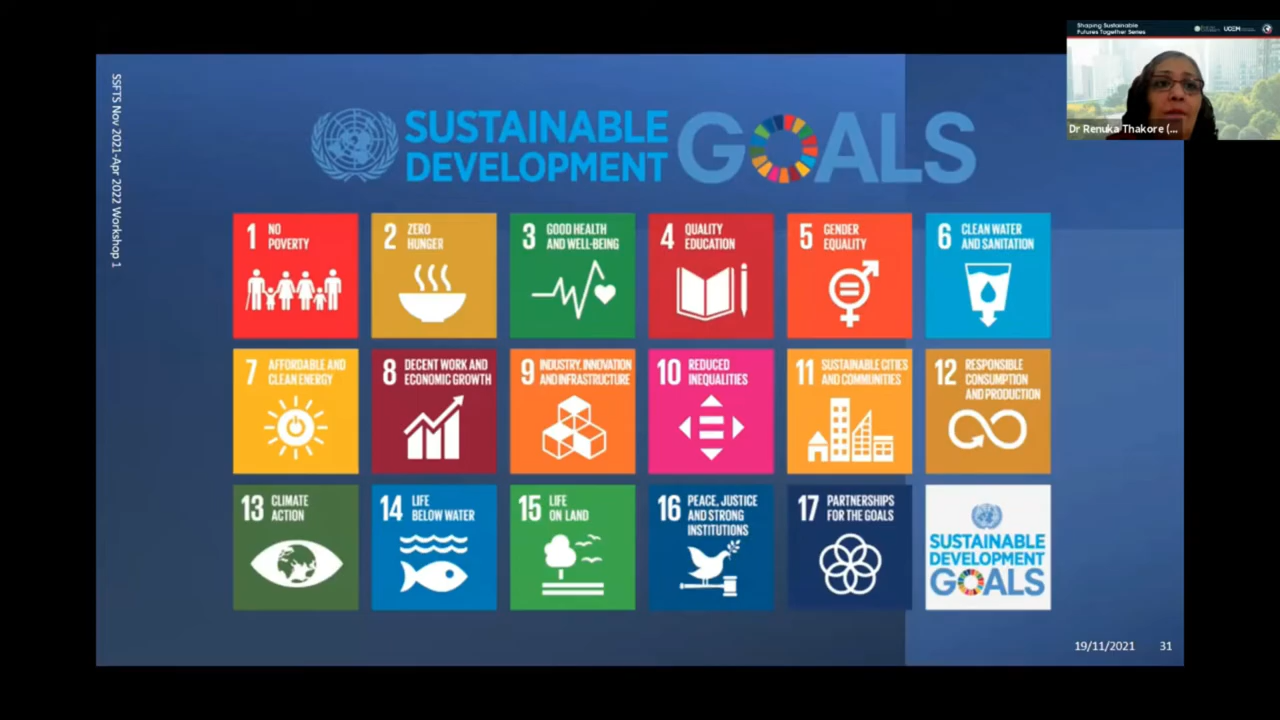 Shaping Sustainable
Futures Together Series
UCEM
Dr Renuka Thakore (...
SSFTS Nov 2021-Apr 2022 Workshop 1
SUSTAINABLE
DEVELOPMENT
GOALS
1 NO
POVERTY
2 ZERO
HUNGER
3 GOOD HEALTH
AND WELL-BEING
4 QUALITY
EDUCATION
5 GENDER
EQUALITY
6 CLEAN WATER
AND SANITATION
7 AFFORDABLE AND
CLEAN ENERGY
8 DECENT WORK AND
ECONOMIC GROWTH
9 INDUSTRY, INNOVATION
AND INFRASTRUCTURE
10 REDUCED
INEQUALITIES
11 SUSTAINABLE CITIES
AND COMMUNITIES
12 RESPONSIBLE
CONSUMPTION
AND PRODUCTION
13 CLIMATE
ACTION
14 LIFE
BELOW WATER
15 LIFE
ON LAND
16 PEACE, JUSTICE
AND STRONG
INSTITUTIONS
17 PARTNERSHIPS
FOR THE GOALS
SUSTAINABLE
DEVELOPMENT
GOALS
19/11/2021 31